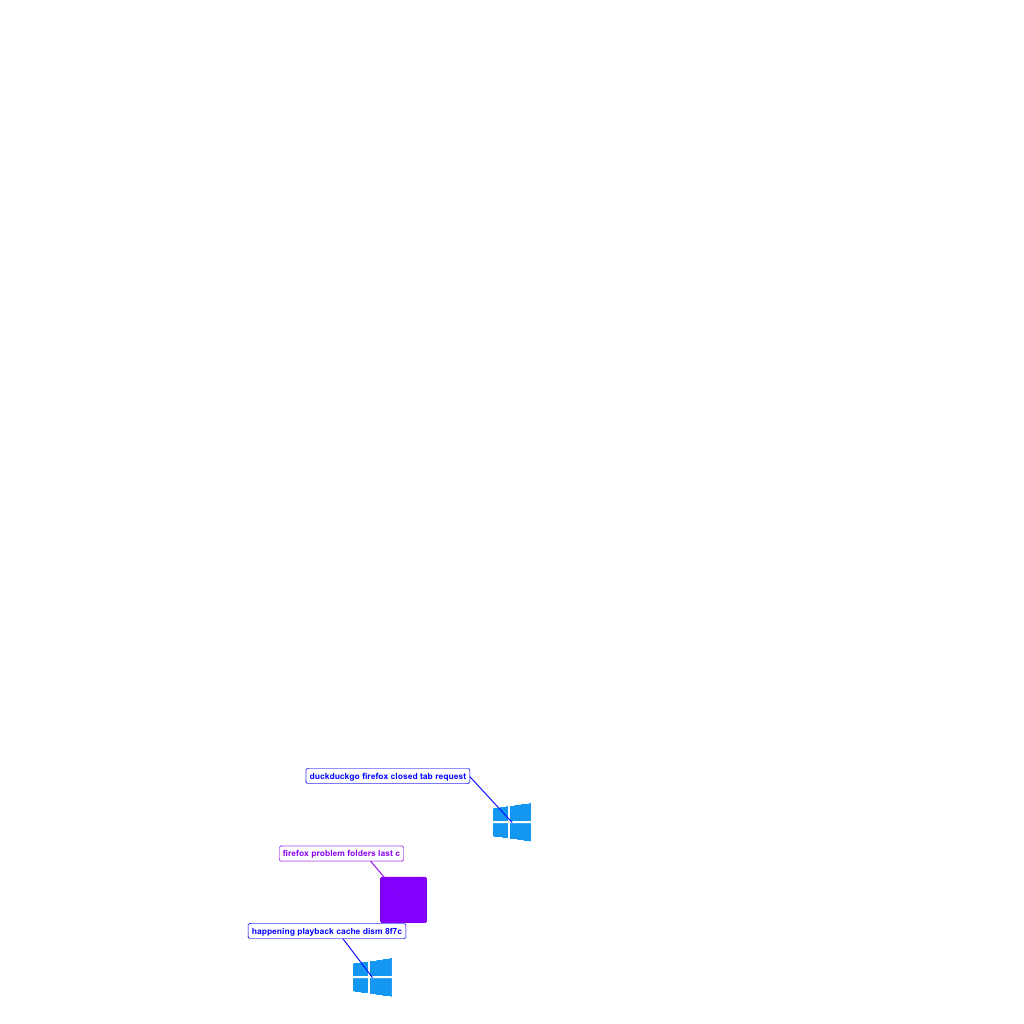 duckduckgo firefox closed tab request
firefox problem folders last c
happening playback cache dism 8f7c